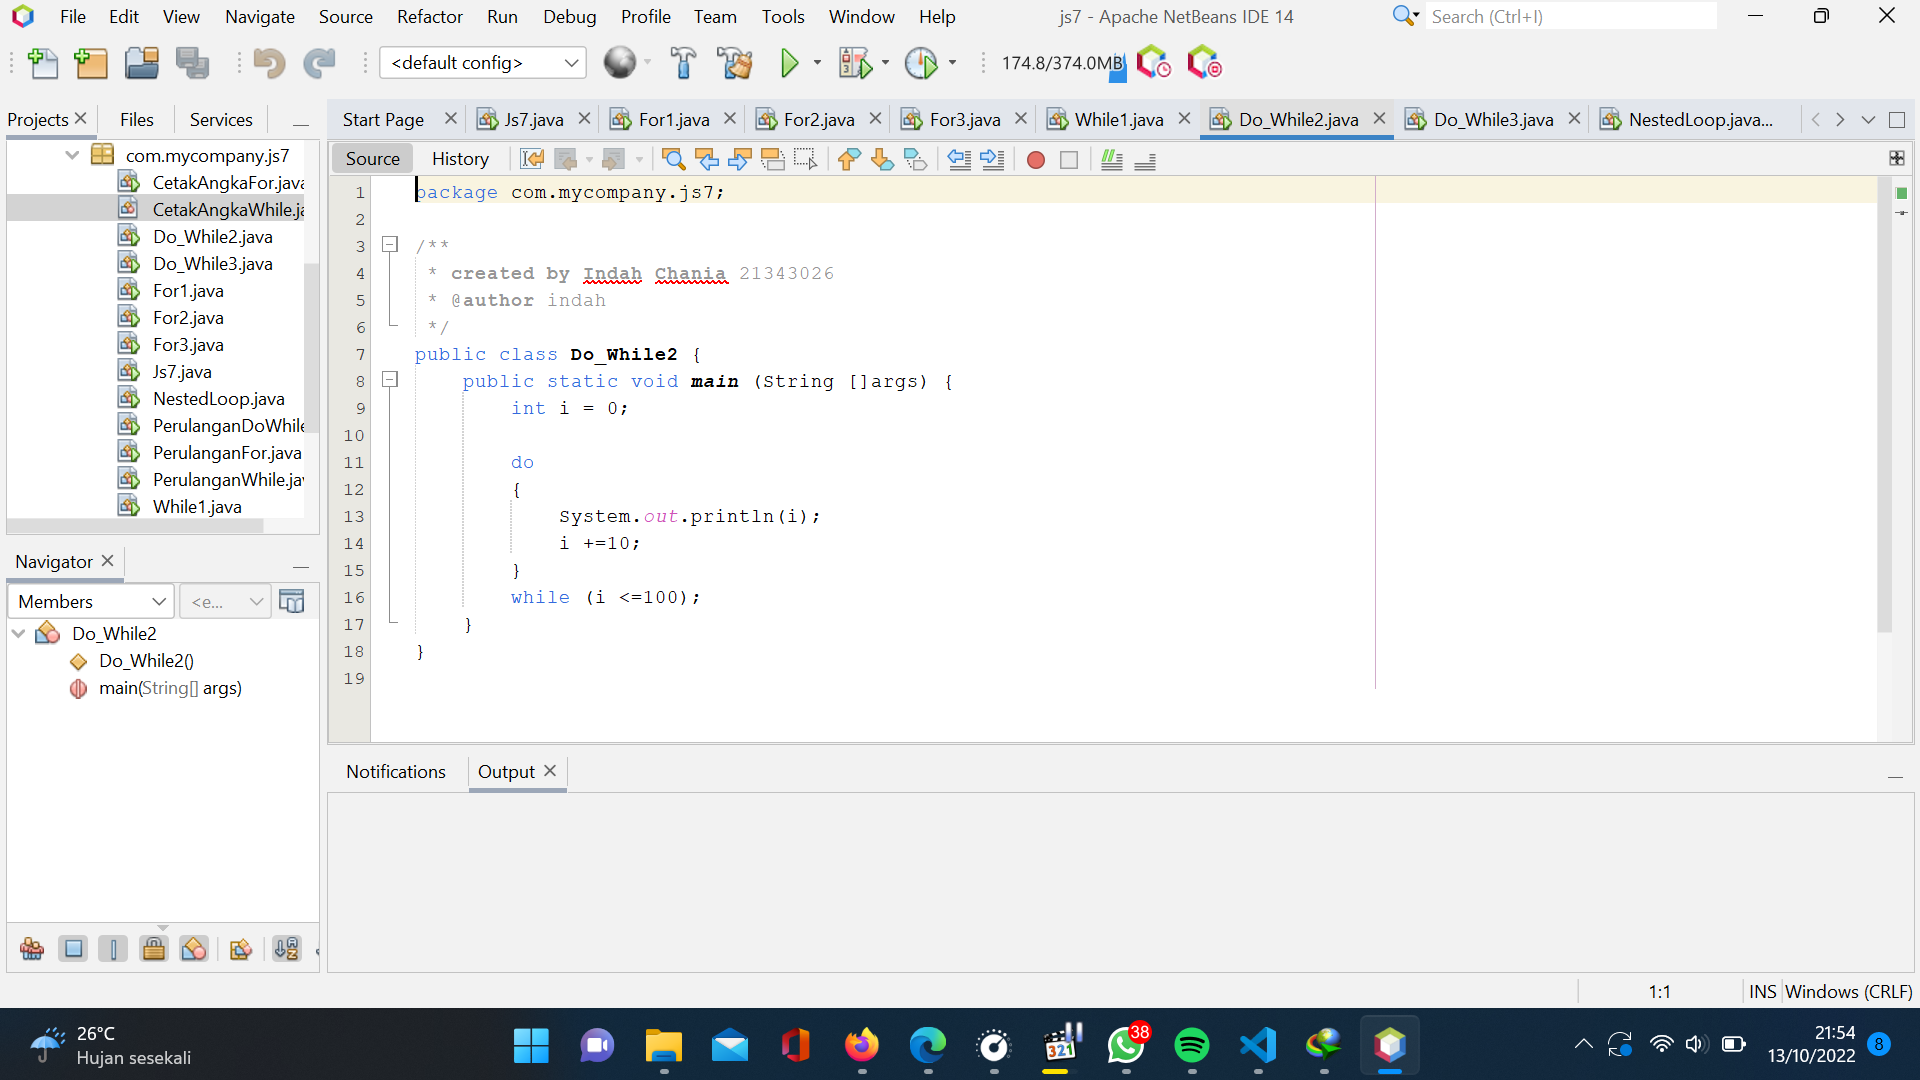 File Edit View Navigate Source Refactor Run Debug Profile Team Tools Window Help
js7 - Apache NetBeans IDE 14
Search (Ctrl+I)
<default config>
174.8/374.0MB
Projects Files Services
Start Page Js7.java For1.java For2.java For3.java While1.java Do_While2.java Do_While3.java NestedLoop.java...
Source History
com.mycompany.js7
CetakAngkaFor.java
CetakAngkaWhile.ja
Do_While2.java
Do_While3.java
For1.java
For2.java
For3.java
Js7.java
NestedLoop.java
PerulanganDoWhile
PerulanganFor.java
PerulanganWhile.jav
While1.java
1 package com.mycompany.js7;
2
3 /**
4 * created by Indah Chania 21343026
5 * @author indah
6 */
7 public class Do_While2 {
8 public static void main (String []args) {
9 int i = 0;
10
11 do
12 {
13 System.out.println(i);
14 i +=10;
15 }
16 while (i <=100);
17 }
18 }
19
Navigator
Members
<e...
Do_While2
Do_While2()
main(String[] args)
Notifications Output
1:1
INS Windows (CRLF)
26°C
Hujan sesekali
321
38
21:54
13/10/2022
8